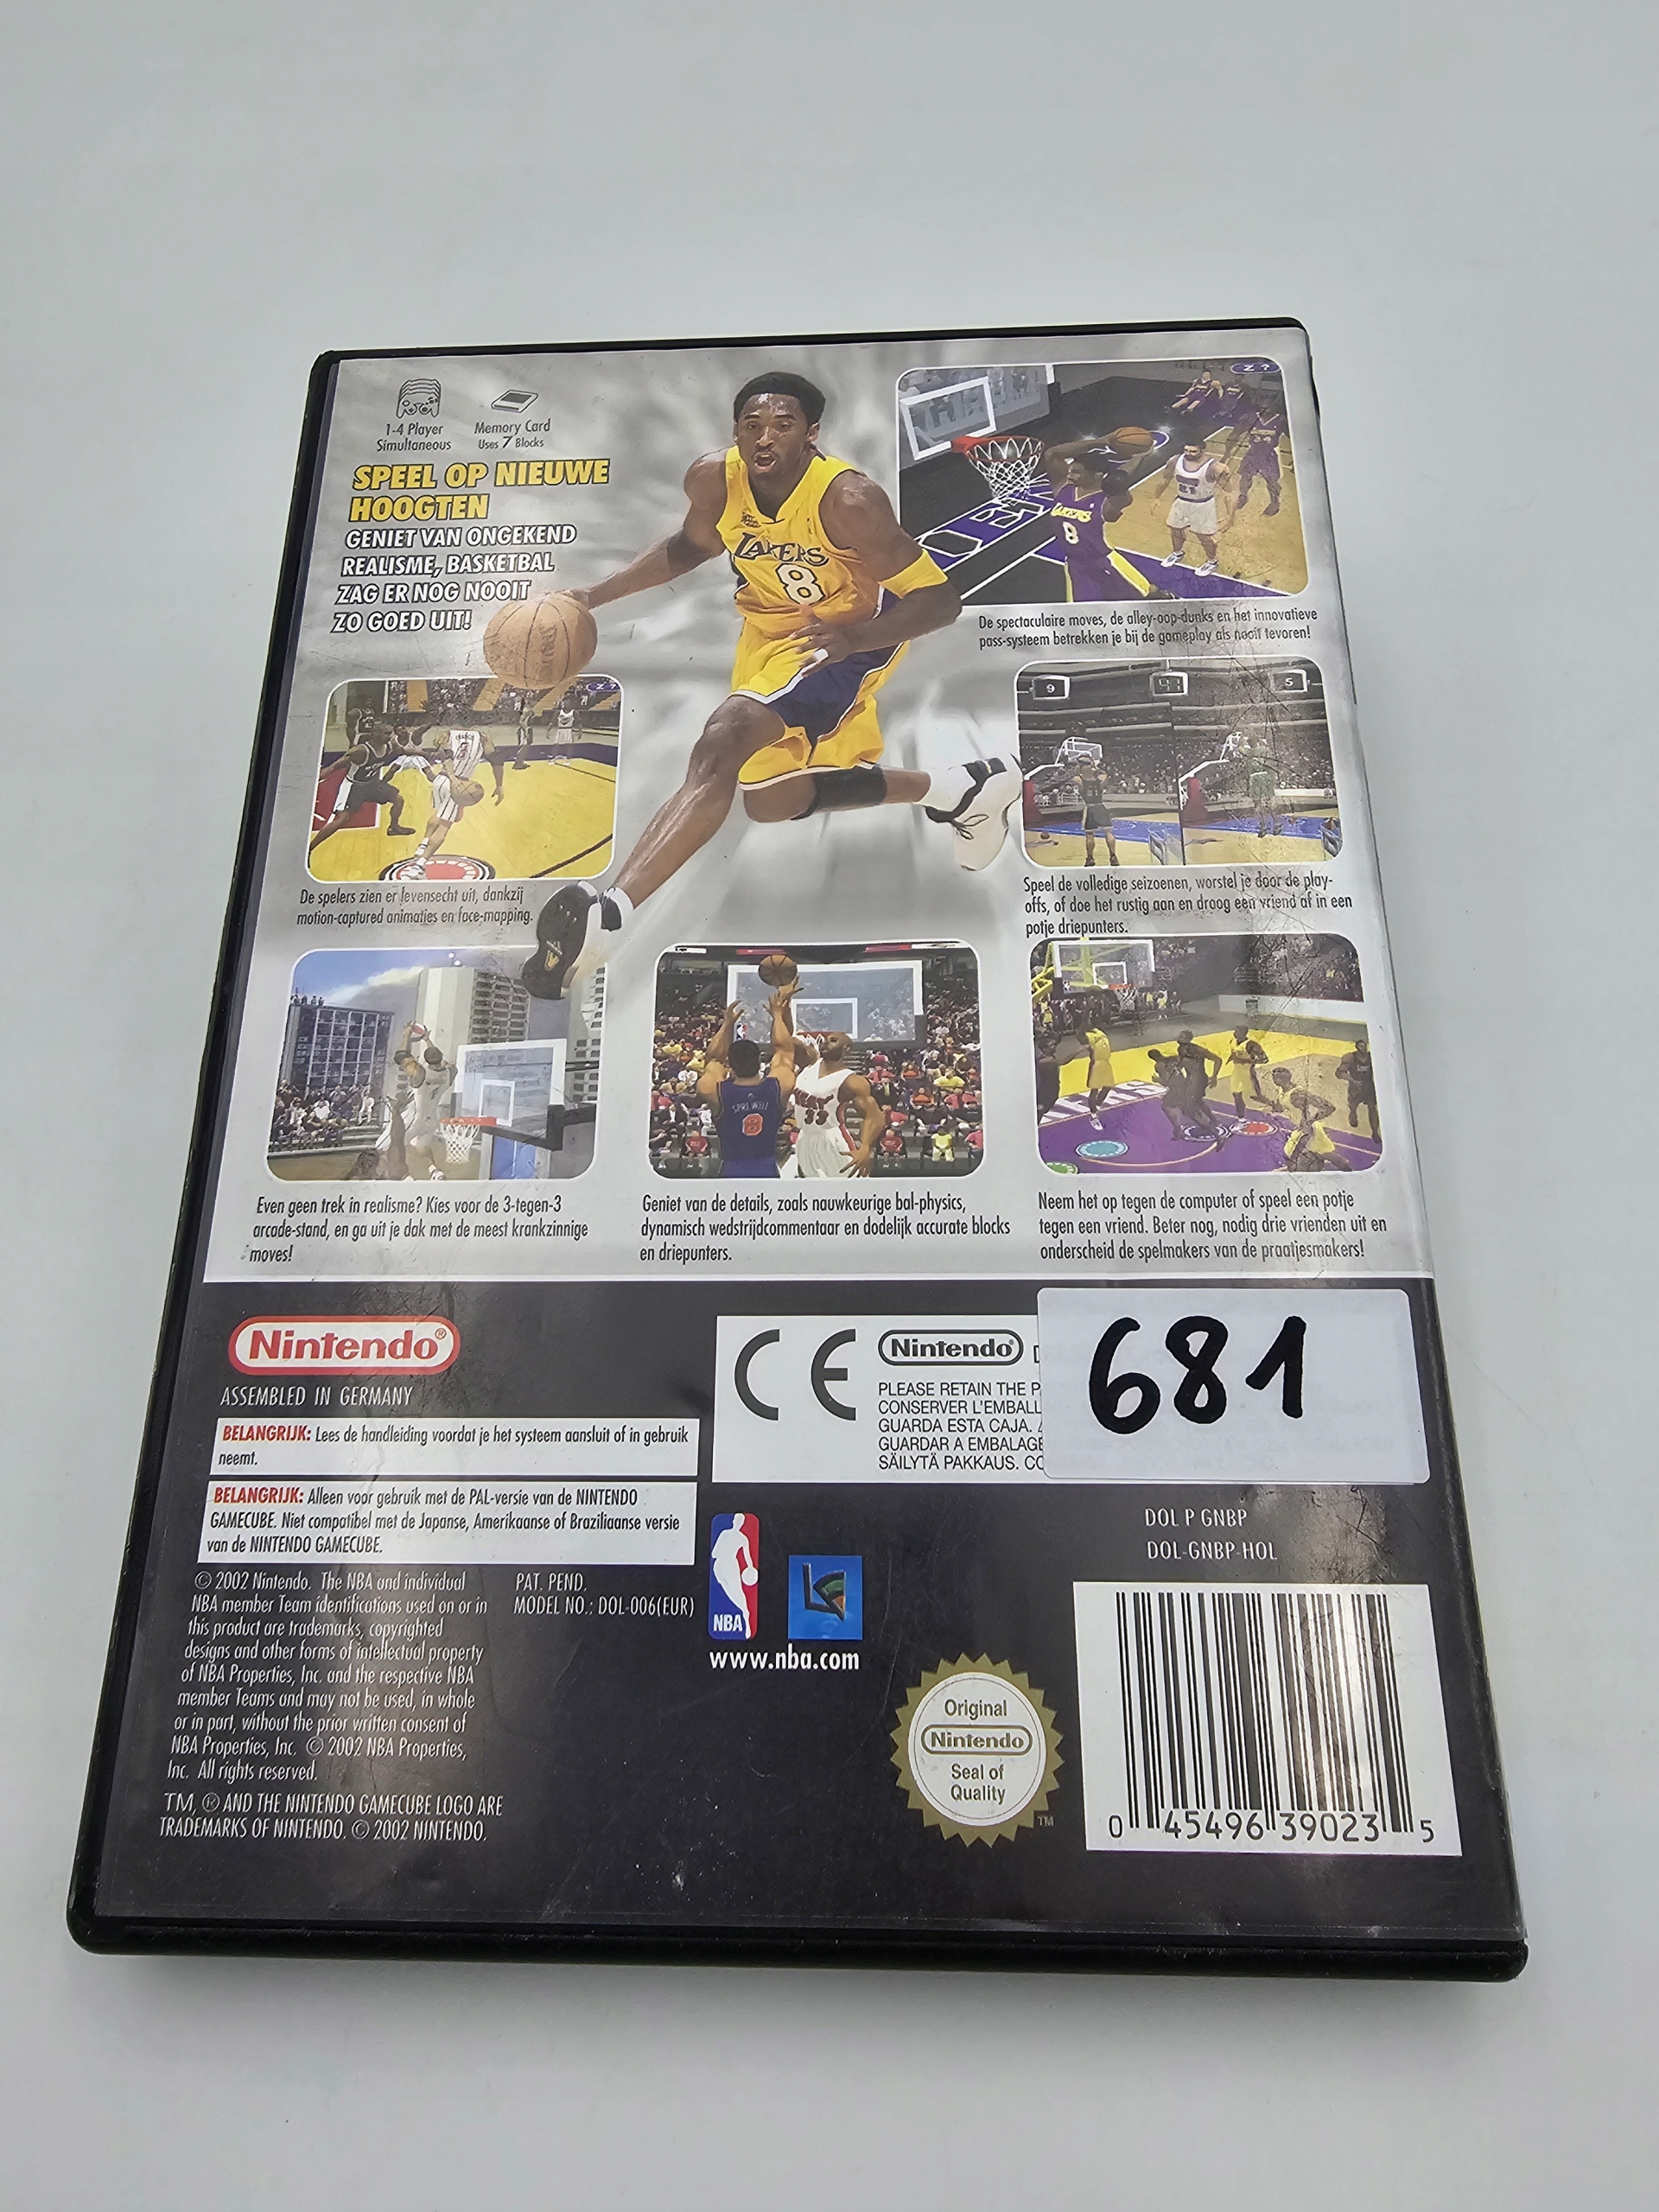 1-4 Player
Simultaneous
Memory Card
Uses 7 Blocks
SPEEL OP NIEUWE
HOOGTEN
GENIET VAN ONGEKEND
REALISME, BASKETBAL
ZAG ER NOG NOOIT
ZO GOED UIT!
LAKERS
8
Z ?
LAKERS
8
De spectaculaire moves, de alley-oop-dunks en het innovatieve
pass-systeem betrekken je bij de gameplay als nooit tevoren!
Z ?
De spelers zien er levensecht uit, dankzij
motion-captured animaties en face-mapping.
9
5
Speel de volledige seizoenen, worstel je door de play-
offs, of doe het rustig aan en droog een vriend af in een
potje driepunters.
Even geen trek in realisme? Kies voor de 3-tegen-3
arcade-stand, en ga uit je dak met de meest krankzinnige
moves!
SPREWELL
8
HEAT
33
Geniet van de details, zoals nauwkeurige bal-physics,
dynamisch wedstrijdcommentaar en dodelijk accurate blocks
en driepunters.
Neem het op tegen de computer of speel een potje
tegen een vriend. Beter nog, nodig drie vrienden uit en
onderscheid de spelmakers van de praatjesmakers!
Nintendo®
ASSEMBLED IN GERMANY
BELANGRIJK: Lees de handleiding voordat je het systeem aansluit of in gebruik
neemt.
BELANGRIJK: Alleen voor gebruik met de PAL-versie van de NINTENDO
GAMECUBE. Niet compatibel met de Japanse, Amerikaanse of Braziliaanse versie
van de NINTENDO GAMECUBE.
CE
Nintendo®
PLEASE RETAIN THE
CONSERVER L'EMBALL
GUARDA ESTA CAJA.
GUARDAR A EMBALAGE
SÄILYTÄ PAKKAUS.
681
© 2002 Nintendo. The NBA and individual
NBA member Team identifications used on or in
this product are trademarks, copyrighted
designs and other forms of intellectual property
of NBA Properties, Inc. and the respective NBA
member Teams and may not be used, in whole
or in part, without the prior written consent of
NBA Properties, Inc. © 2002 NBA Properties,
Inc. All rights reserved.
TM, ® AND THE NINTENDO GAMECUBE LOGO ARE
TRADEMARKS OF NINTENDO. © 2002 NINTENDO.
PAT. PEND.
MODEL NO.: DOL-006(EUR)
NBA
www.nba.com
Original
Nintendo
Seal of
Quality
TM
DOL P GNBP
DOL-GNBP-HOL
0 45496 39023 5